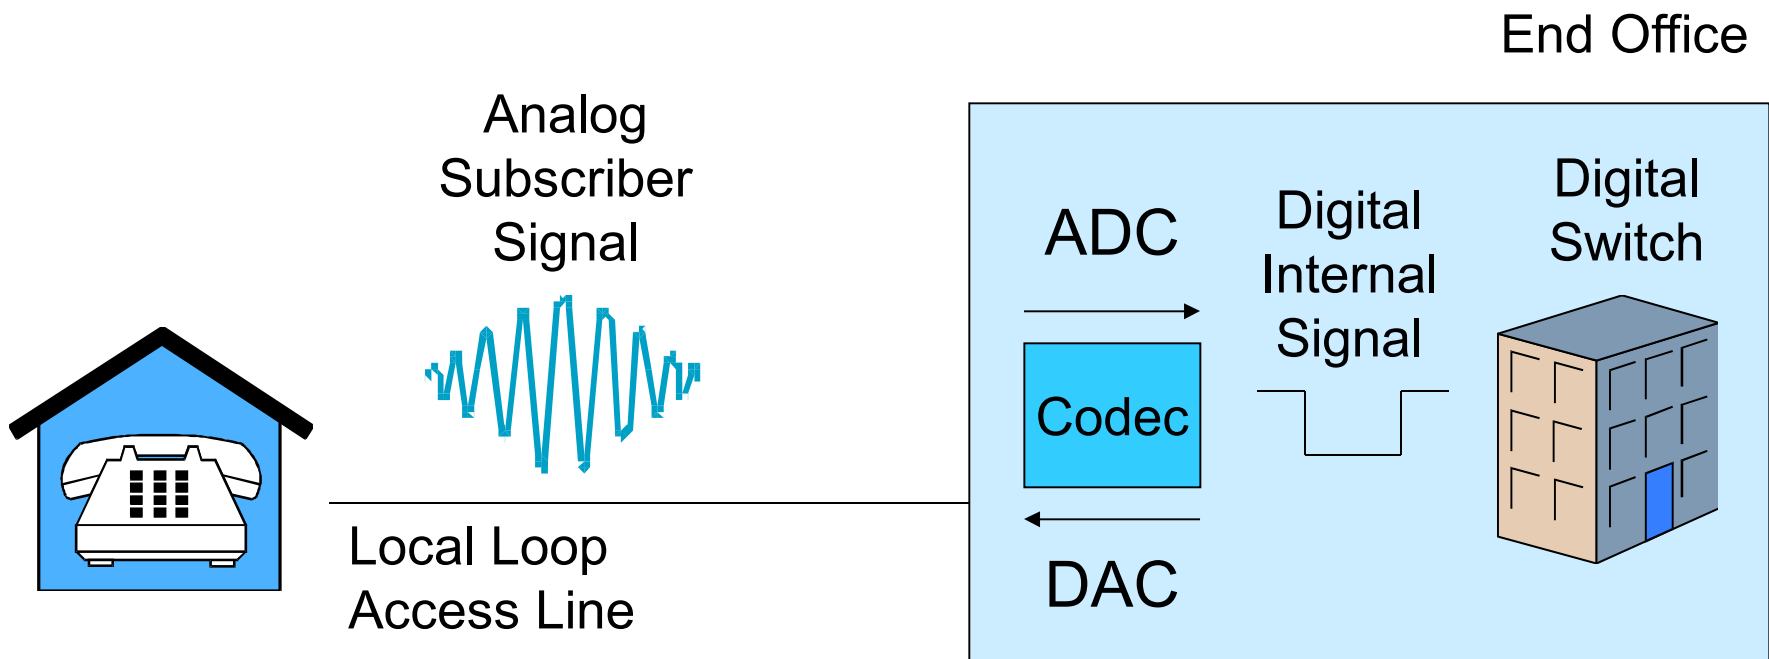 End Office
Analog
Subscriber
Signal
ADC
Digital
Internal
Signal
Digital
Switch
Codec
Local Loop
Access Line
DAC